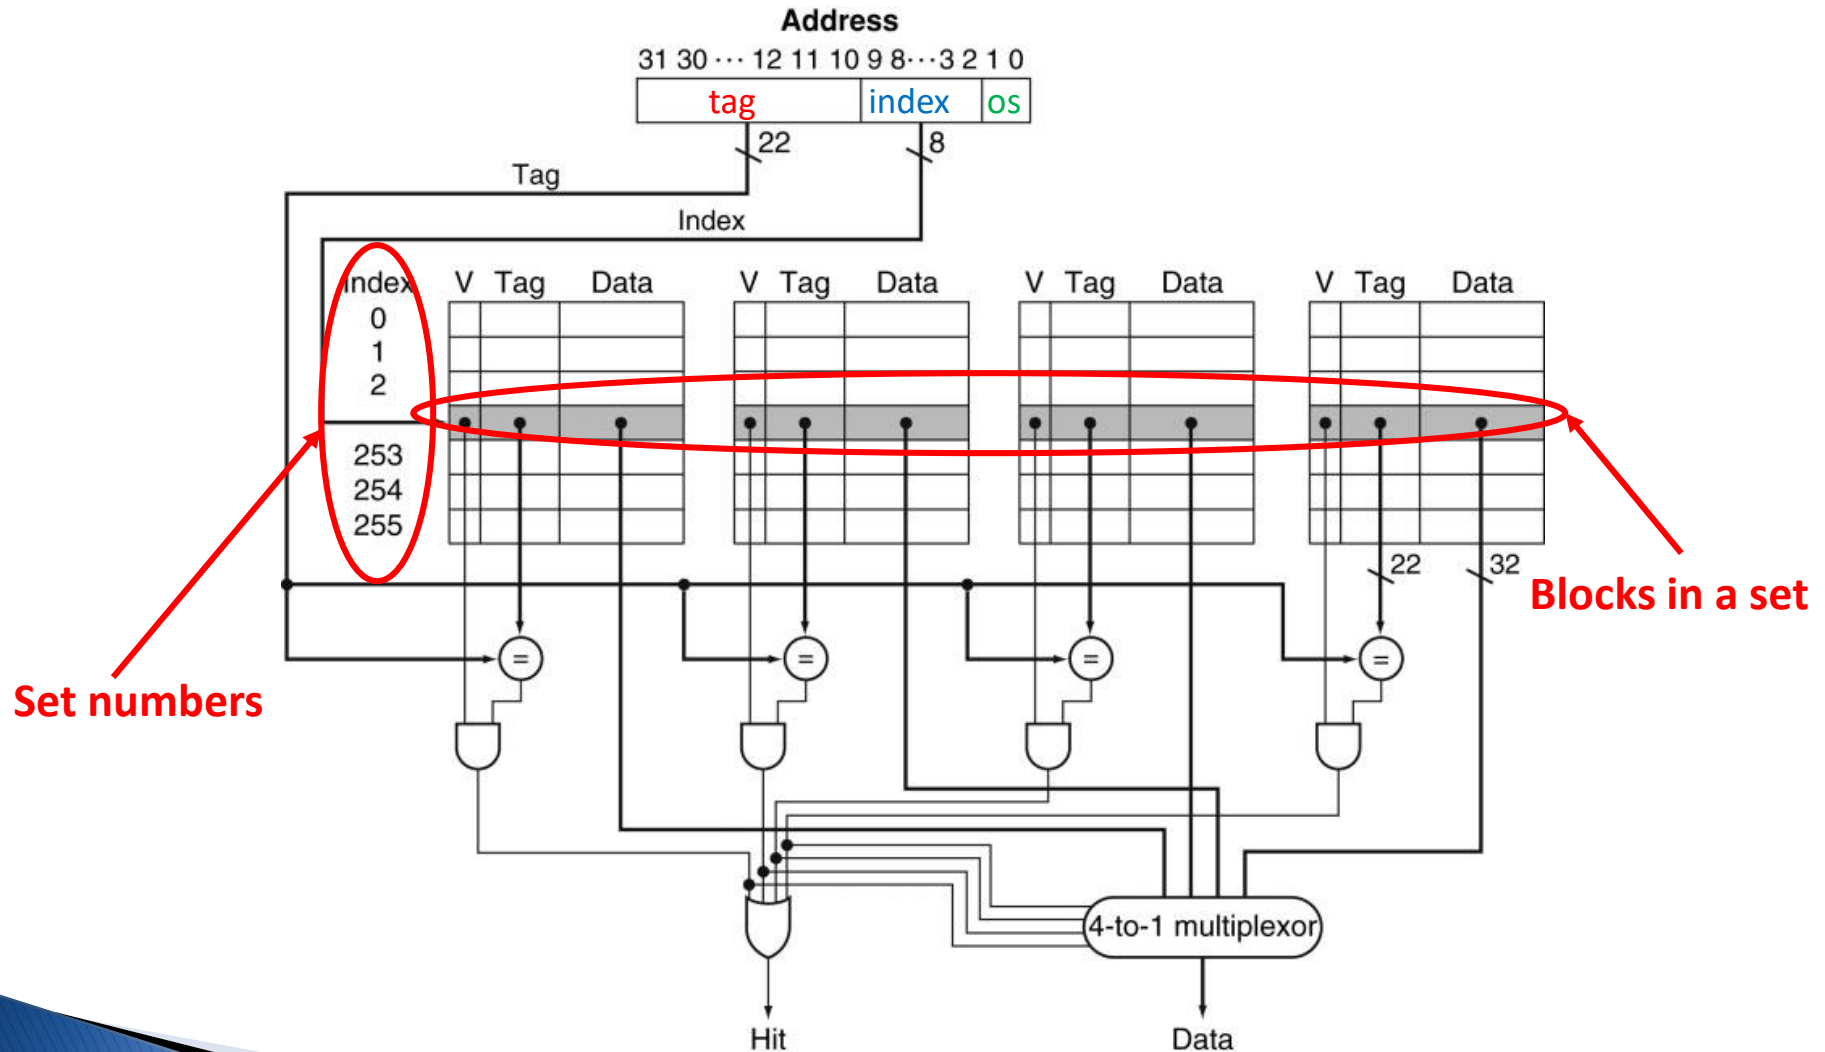 Address
31 30 ··· 12 11 10 9 8···3 2 1 0
tag index os
22 8
Tag
Index
Index V Tag Data V Tag Data V Tag Data V Tag Data
0
1
2
253
254
255
22 32
Blocks in a set
= = = =
Set numbers
4-to-1 multiplexor
Hit Data